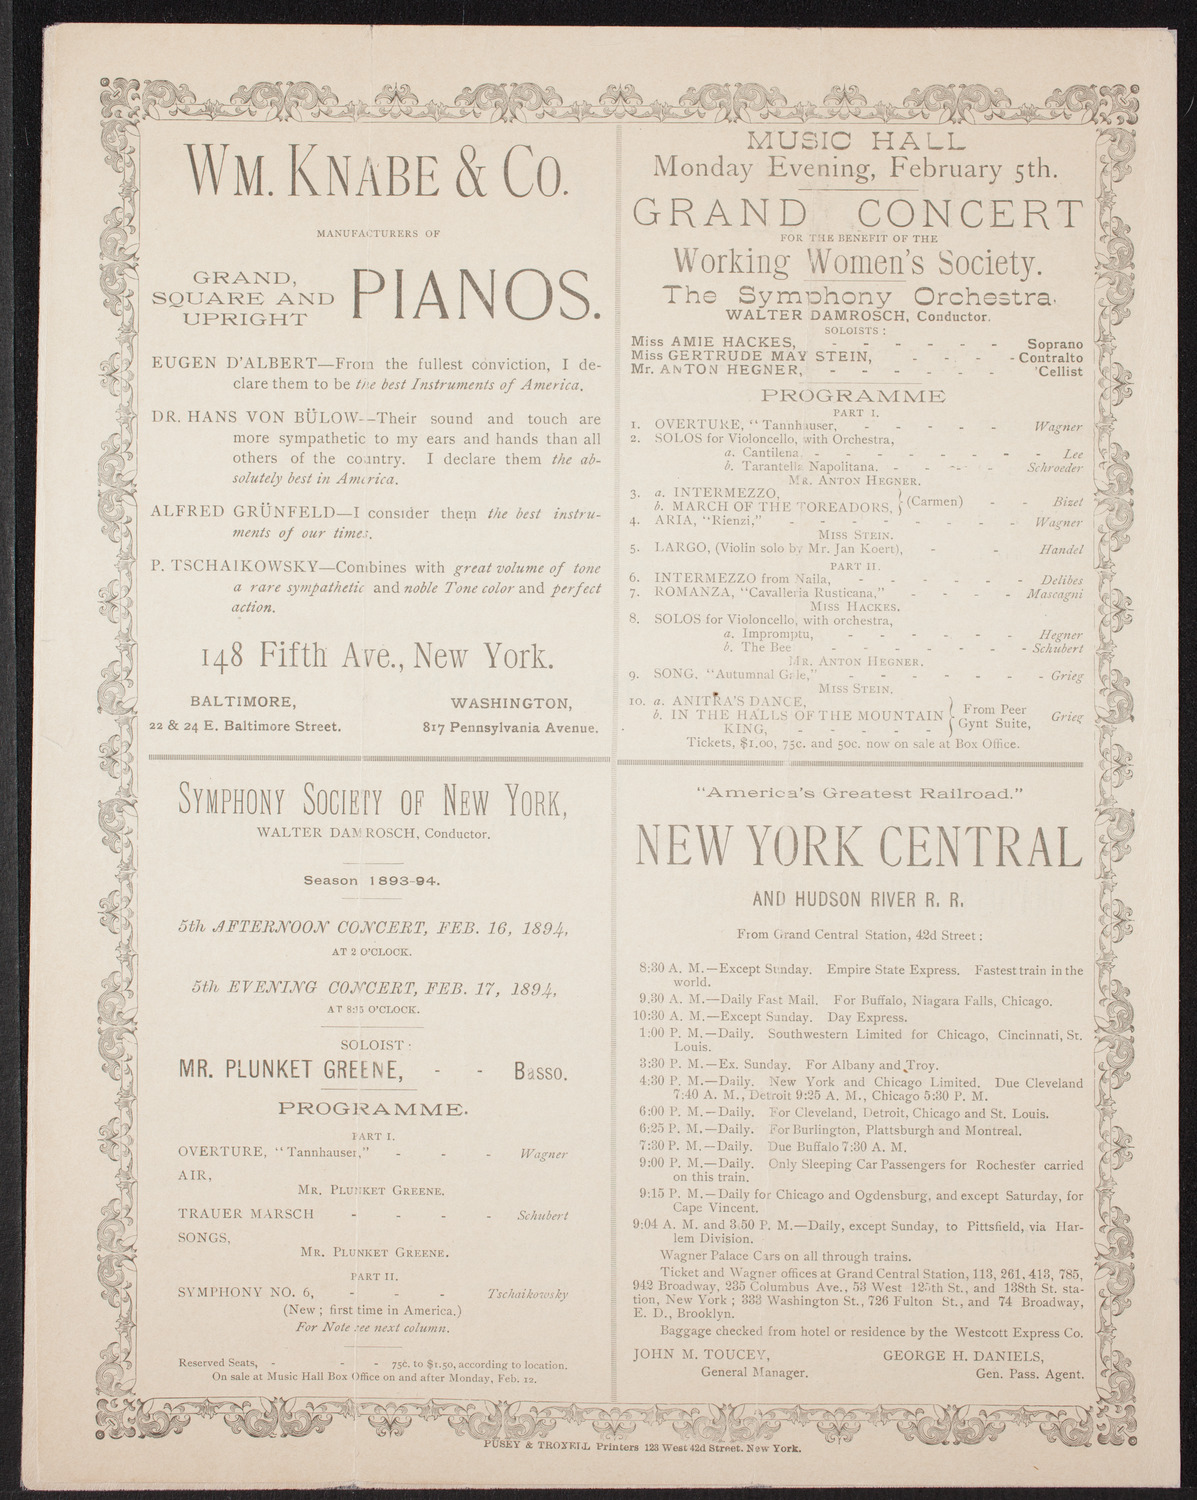 WM. KNABE & CO.
MANUFACTURERS OF
GRAND,
SQUARE AND
UPRIGHT
PIANOS.
EUGEN D'ALBERT—From the fullest conviction, I de-
clare them to be the best Instruments of America.
DR. HANS VON BÜLOW--Their sound and touch are
more sympathetic to my ears and hands than all
others of the country. I declare them the ab-
solutely best in America.
ALFRED GRÜNFELD—I consider them the best instru-
ments of our times.
P. TSCHAIKOWSKY—Combines with great volume of tone
a rare sympathetic and noble Tone color and perfect
action.
148 Fifth Ave., New York.
BALTIMORE,
22 & 24 E. Baltimore Street.
WASHINGTON,
817 Pennsylvania Avenue.
SYMPHONY SOCIETY OF NEW YORK,
WALTER DAMROSCH, Conductor.
Season 1893-94.
5th AFTERNOON CONCERT, FEB. 16, 1894,
AT 2 O'CLOCK.
5th EVENING CONCERT, FEB. 17, 1894,
AT 8:15 O'CLOCK.
SOLOIST:
MR. PLUNKET GREENE, - - Basso.
PROGRAMME.
PART I.
OVERTURE, "Tannhauser," - - - Wagner
AIR,
MR. PLUNKET GREENE.
TRAUER MARSCH - - - - Schubert
SONGS,
MR. PLUNKET GREENE.
PART II.
SYMPHONY NO. 6, - - - Tschaikowsky
(New; first time in America.)
For Note see next column.
Reserved Seats, - - - 75c. to $1.50, according to location.
On sale at Music Hall Box Office on and after Monday, Feb. 12.
MUSIC HALL
Monday Evening, February 5th.
GRAND CONCERT
FOR THE BENEFIT OF THE
Working Women's Society.
The Symphony Orchestra.
WALTER DAMROSCH, Conductor.
SOLOISTS:
Miss AMIE HACKES, - - - - - - Soprano
Miss GERTRUDE MAY STEIN, - - - - Contralto
Mr. ANTON HEGNER, - - - - - - 'Cellist
PROGRAMME
PART I.
1. OVERTURE, "Tannhauser, - - - - - Wagner
2. SOLOS for Violoncello, with Orchestra,
a. Cantilena. - - - - - - - - Lee
b. Tarantella Napolitana. - - - - Schroeder
MR. ANTON HEGNER.
3. a. INTERMEZZO,
b. MARCH OF THE TOREADORS, } (Carmen) - - Bizet
4. ARIA, "Rienzi," - - - - - - - - Wagner
MISS STEIN.
5. LARGO, (Violin solo by Mr. Jan Koert), - - Handel
PART II.
6. INTERMEZZO from Naila, - - - - - - Delibes
7. ROMANZA, "Cavalleria Rusticana," - - - - Mascagni
MISS HACKES.
8. SOLOS for Violoncello, with orchestra,
a. Impromptu, - - - - - - Hegner
b. The Bee - - - - - - - Schubert
MR. ANTON HEGNER.
9. SONG, "Autumnal Gale," - - - - - - Grieg
MISS STEIN.
10. a. ANITRA'S DANCE,
b. IN THE HALLS OF THE MOUNTAIN
KING, - - - - - } From Peer
Gynt Suite, Grieg
Tickets, $1.00, 75c. and 50c. now on sale at Box Office.
"America's Greatest Railroad."
NEW YORK CENTRAL
AND HUDSON RIVER R. R.
From Grand Central Station, 42d Street:
8:30 A. M.—Except Sunday. Empire State Express. Fastest train in the
world.
9.30 A. M.—Daily Fast Mail. For Buffalo, Niagara Falls, Chicago.
10:30 A. M.—Except Sunday. Day Express.
1:00 P. M.—Daily. Southwestern Limited for Chicago, Cincinnati, St.
Louis.
3:30 P. M.—Ex. Sunday. For Albany and Troy.
4:30 P. M.—Daily. New York and Chicago Limited. Due Cleveland
7:40 A. M., Detroit 9:25 A. M., Chicago 5:30 P. M.
6:00 P. M.—Daily. For Cleveland, Detroit, Chicago and St. Louis.
6:25 P. M.—Daily. For Burlington, Plattsburgh and Montreal.
7:30 P. M.—Daily. Due Buffalo 7:30 A. M.
9:00 P. M.—Daily. Only Sleeping Car Passengers for Rochester carried
on this train.
9:15 P. M.—Daily for Chicago and Ogdensburg, and except Saturday, for
Cape Vincent.
9:04 A. M. and 3.50 P. M.—Daily, except Sunday, to Pittsfield, via Har-
lem Division.
Wagner Palace Cars on all through trains.
Ticket and Wagner offices at Grand Central Station, 113, 261, 413, 785,
942 Broadway, 235 Columbus Ave., 53 West 125th St., and 138th St. sta-
tion, New York; 333 Washington St., 726 Fulton St., and 74 Broadway,
E. D., Brooklyn.
Baggage checked from hotel or residence by the Westcott Express Co.
JOHN M. TOUCEY,
General Manager.
GEORGE H. DANIELS,
Gen. Pass. Agent.
PUSEY & TROXELL Printers 123 West 42d Street. New York.